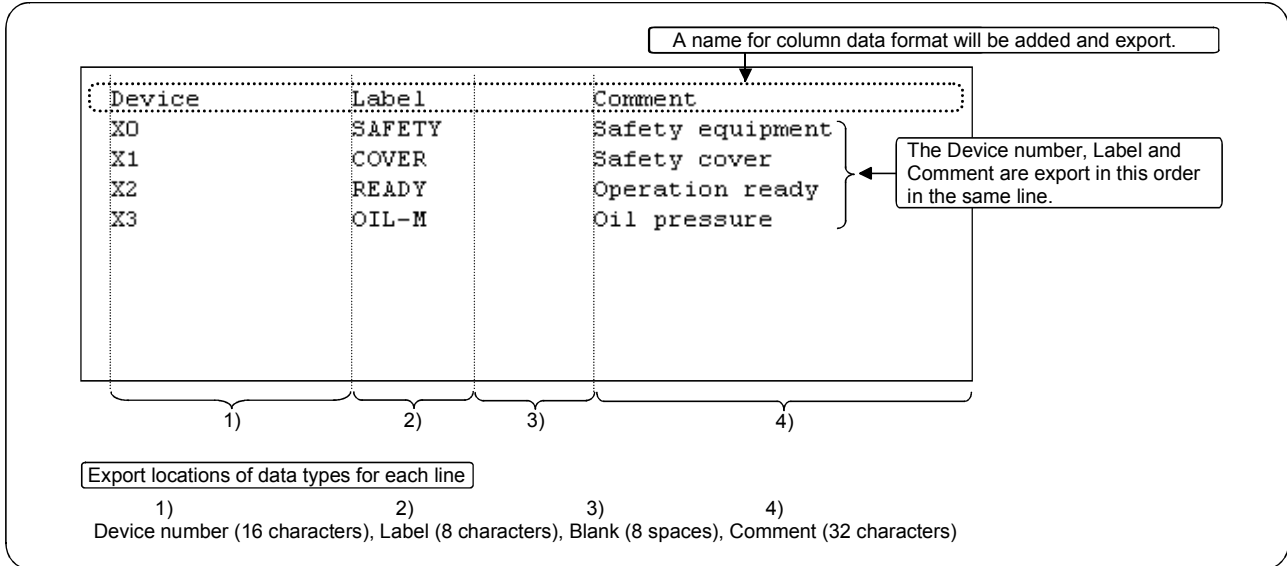 A name for column data format will be added and export.
Device Label Comment
X0 SAFETY Safety equipment
X1 COVER Safety cover
X2 READY Operation ready
X3 OIL-M Oil pressure
The Device number, Label and
Comment are export in this order
in the same line.
1) 2) 3) 4)
Export locations of data types for each line
1) 2) 3) 4)
Device number (16 characters), Label (8 characters), Blank (8 spaces), Comment (32 characters)